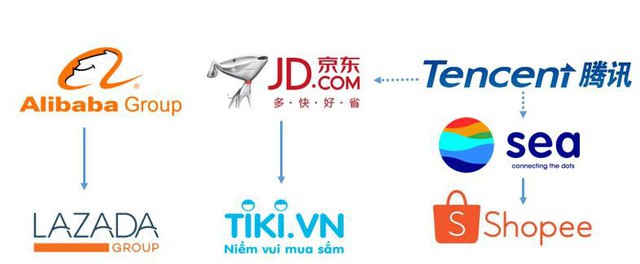 Alibaba Group
JD.COM 京东
多·快·好·省
Tencent 腾讯
sea
connecting the dots
LAZADA
GROUP
TiKi.VN
Niềm vui mua sắm
S Shopee